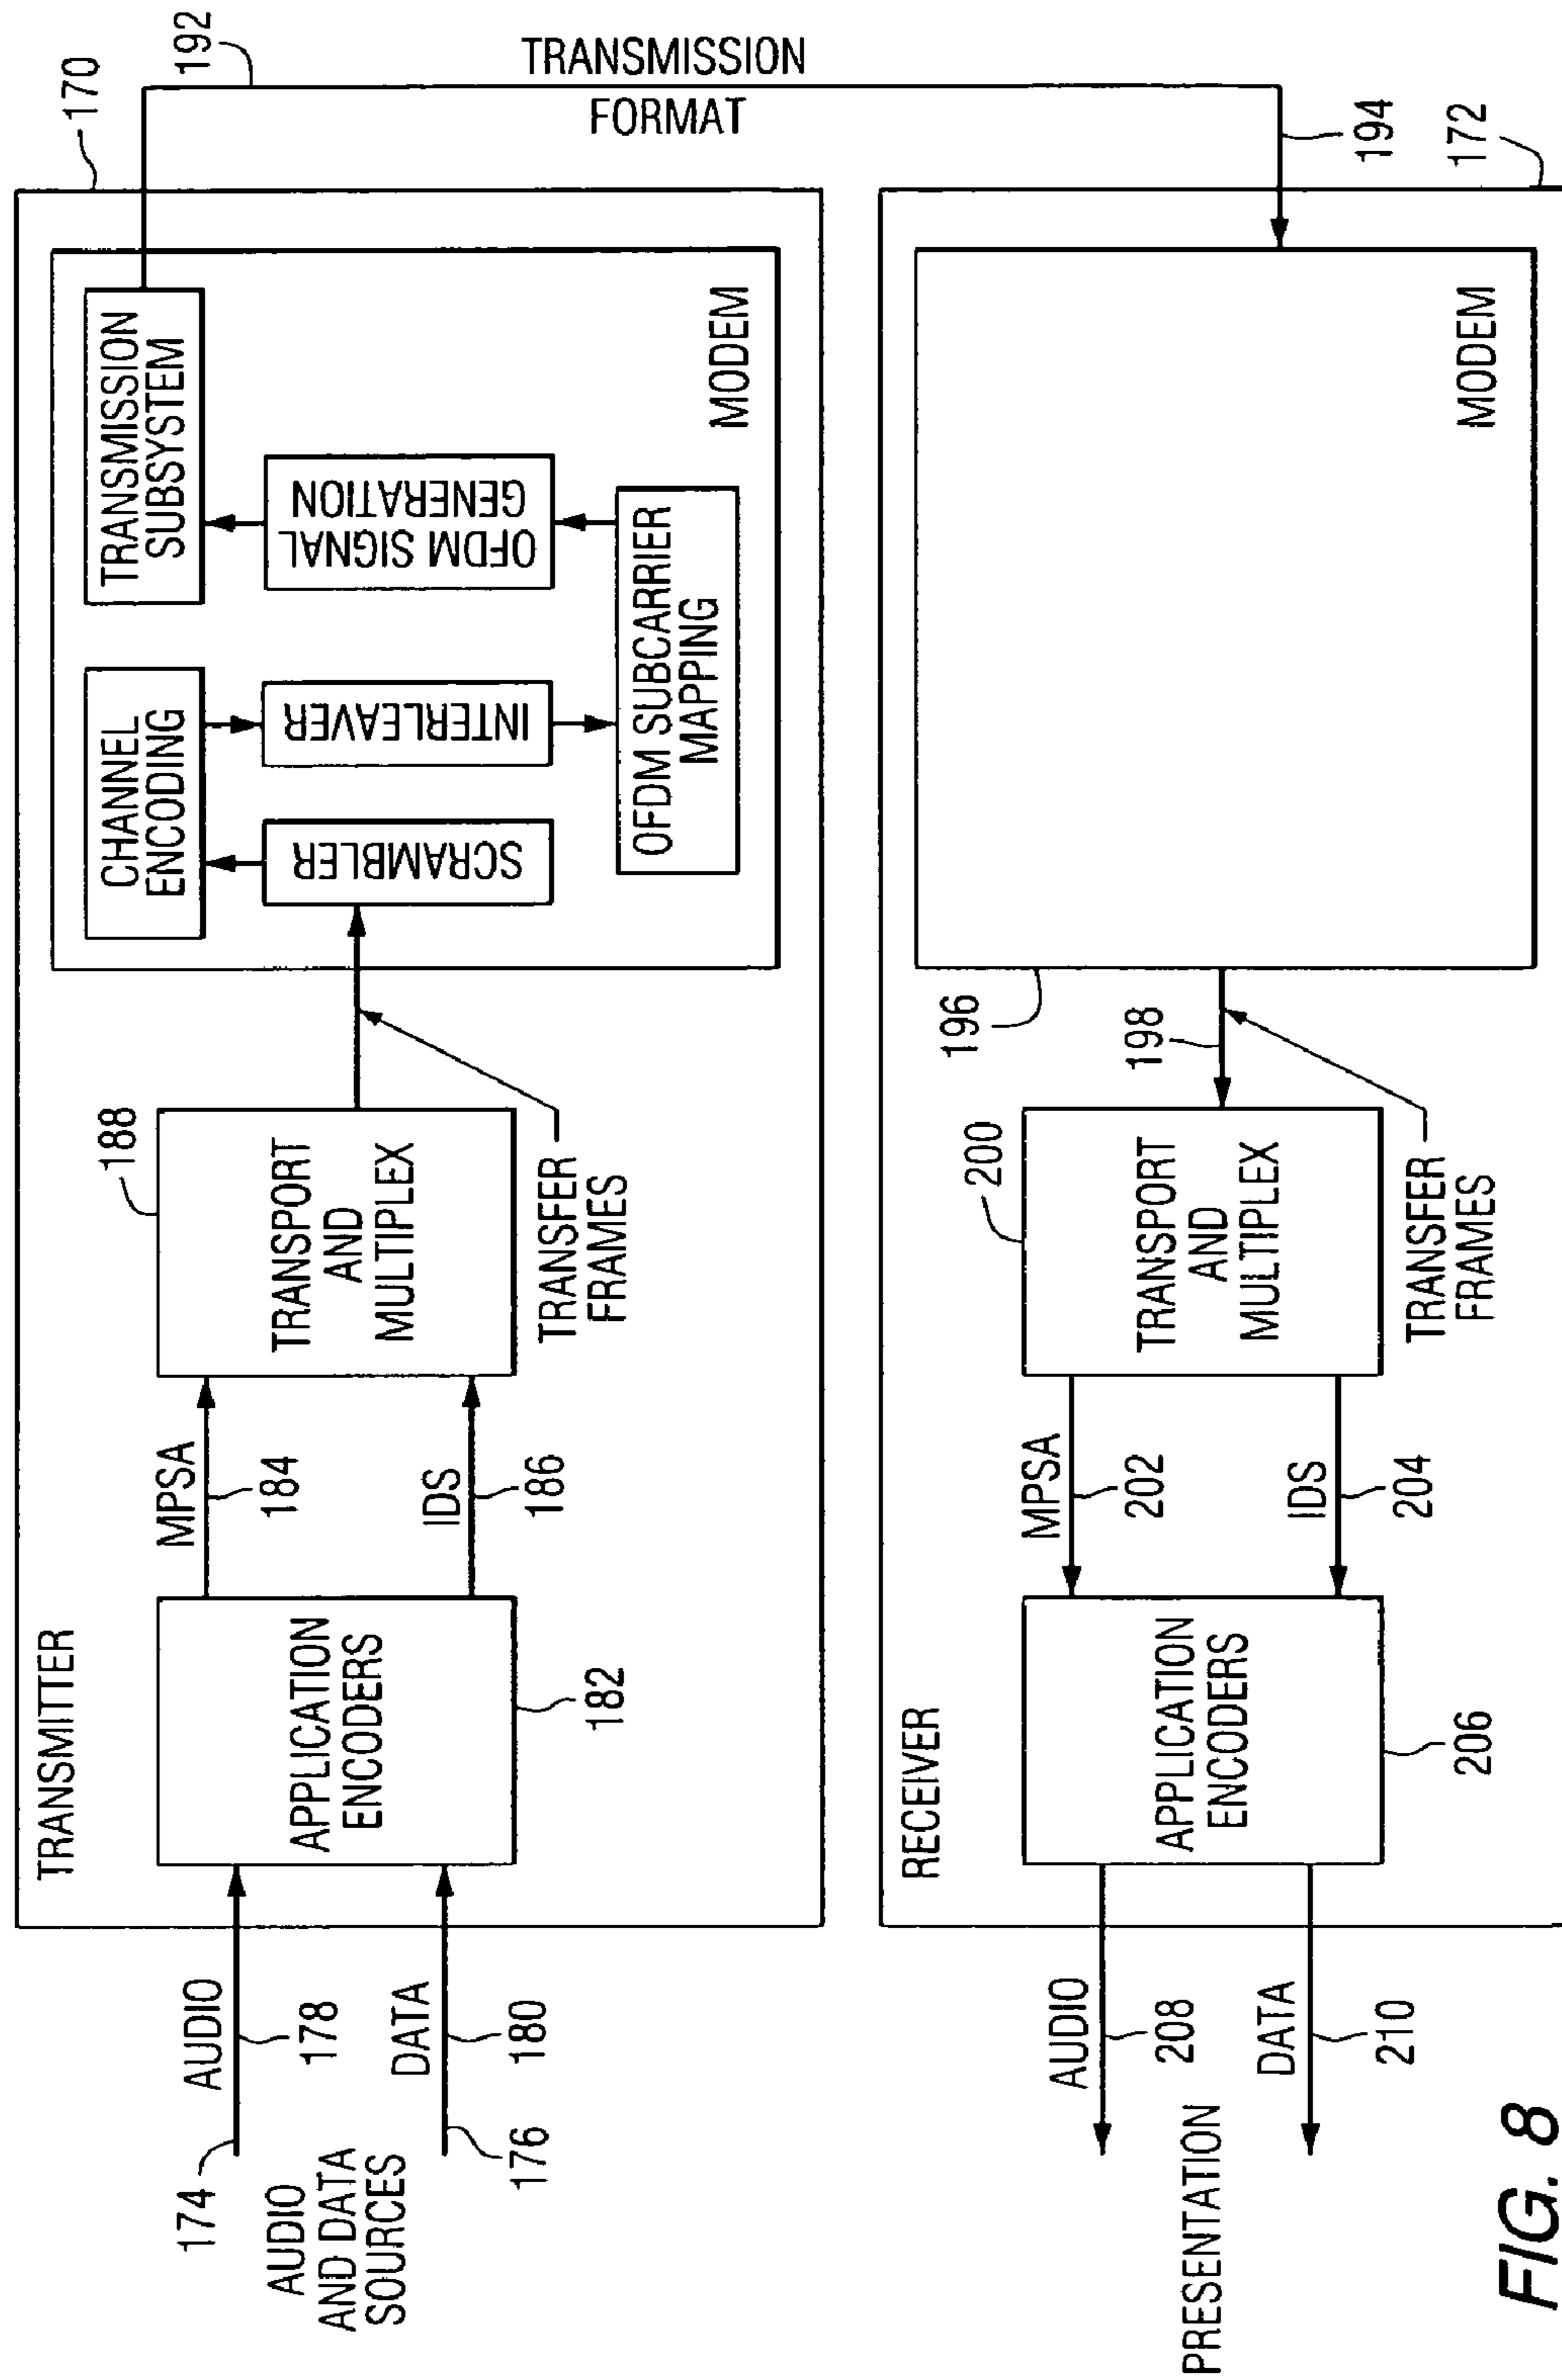 TRANSMITTER
170
AUDIO
174
178
AUDIO
AND DATA
SOURCES
DATA
176
180
APPLICATION
ENCODERS
182
MPSA
184
IDS
186
188
TRANSPORT
AND
MULTIPLEX
TRANSFER
FRAMES
CHANNEL
ENCODING
SCRAMBLER
INTERLEAVER
OFDM SUBCARRIER
MAPPING
OFDM SIGNAL
GENERATION
TRANSMISSION
SUBSYSTEM
MODEM
192
TRANSMISSION
FORMAT
194
RECEIVER
172
MODEM
196
198
TRANSFER
FRAMES
200
TRANSPORT
AND
MULTIPLEX
MPSA
202
IDS
204
APPLICATION
ENCODERS
206
AUDIO
208
PRESENTATION
DATA
210
FIG. 8